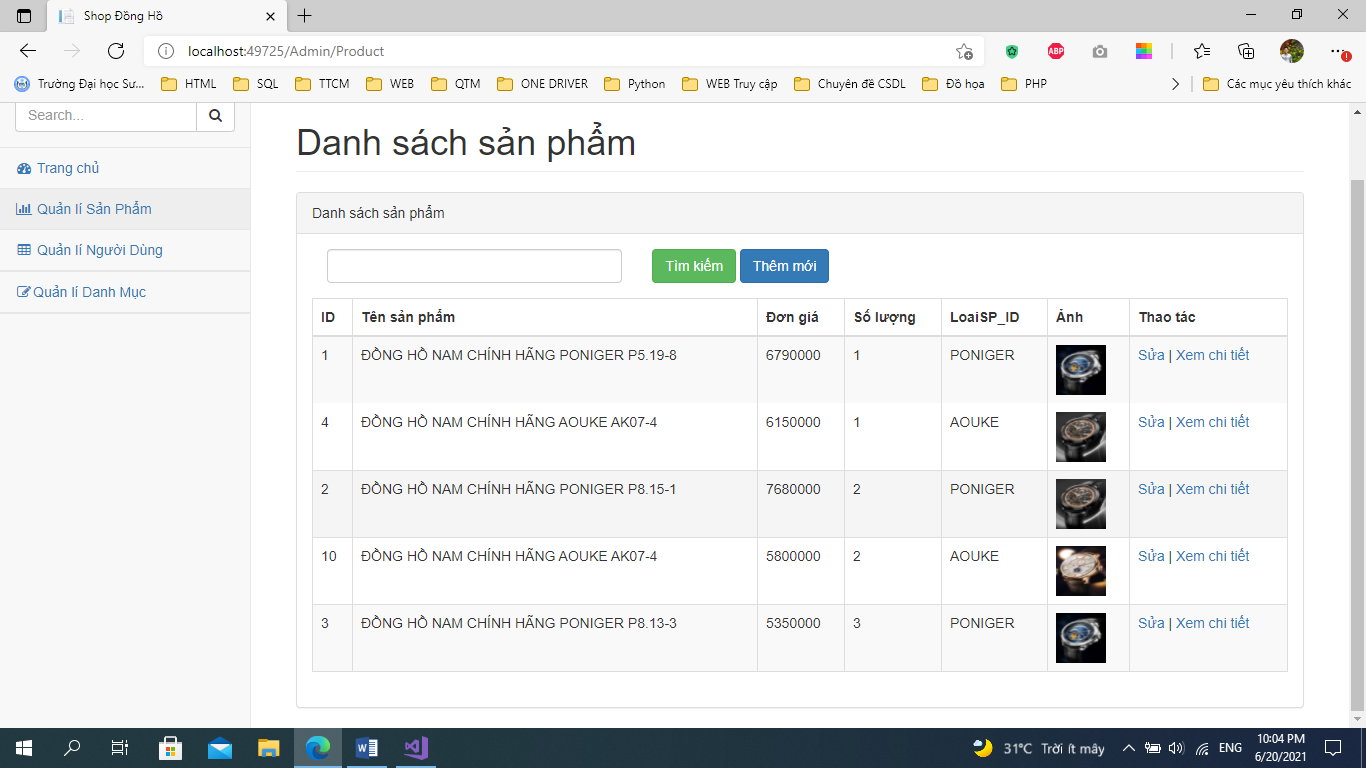 Shop Đồng Hồ
localhost:49725/Admin/Product
ABP
Trường Đại học Sư... HTML SQL TTCM WEB QTM ONE DRIVER Python WEB Truy cập Chuyên đề CSDL Đồ họa PHP Các mục yêu thích khác
Search...
Trang chủ
Quản lí Sản Phẩm
Quản lí Người Dùng
Quản lí Danh Mục
Danh sách sản phẩm
Danh sách sản phẩm
Tìm kiếm Thêm mới
ID Tên sản phẩm Đơn giá Số lượng LoaiSP_ID Ảnh Thao tác
1 ĐỒNG HỒ NAM CHÍNH HÃNG PONIGER P5.19-8 6790000 1 PONIGER Sửa | Xem chi tiết
4 ĐỒNG HỒ NAM CHÍNH HÃNG AOUKE AK07-4 6150000 1 AOUKE Sửa | Xem chi tiết
2 ĐỒNG HỒ NAM CHÍNH HÃNG PONIGER P8.15-1 7680000 2 PONIGER Sửa | Xem chi tiết
10 ĐỒNG HỒ NAM CHÍNH HÃNG AOUKE AK07-4 5800000 2 AOUKE Sửa | Xem chi tiết
3 ĐỒNG HỒ NAM CHÍNH HÃNG PONIGER P8.13-3 5350000 3 PONIGER Sửa | Xem chi tiết
31°C Trời ít mây ENG 10:04 PM
6/20/2021